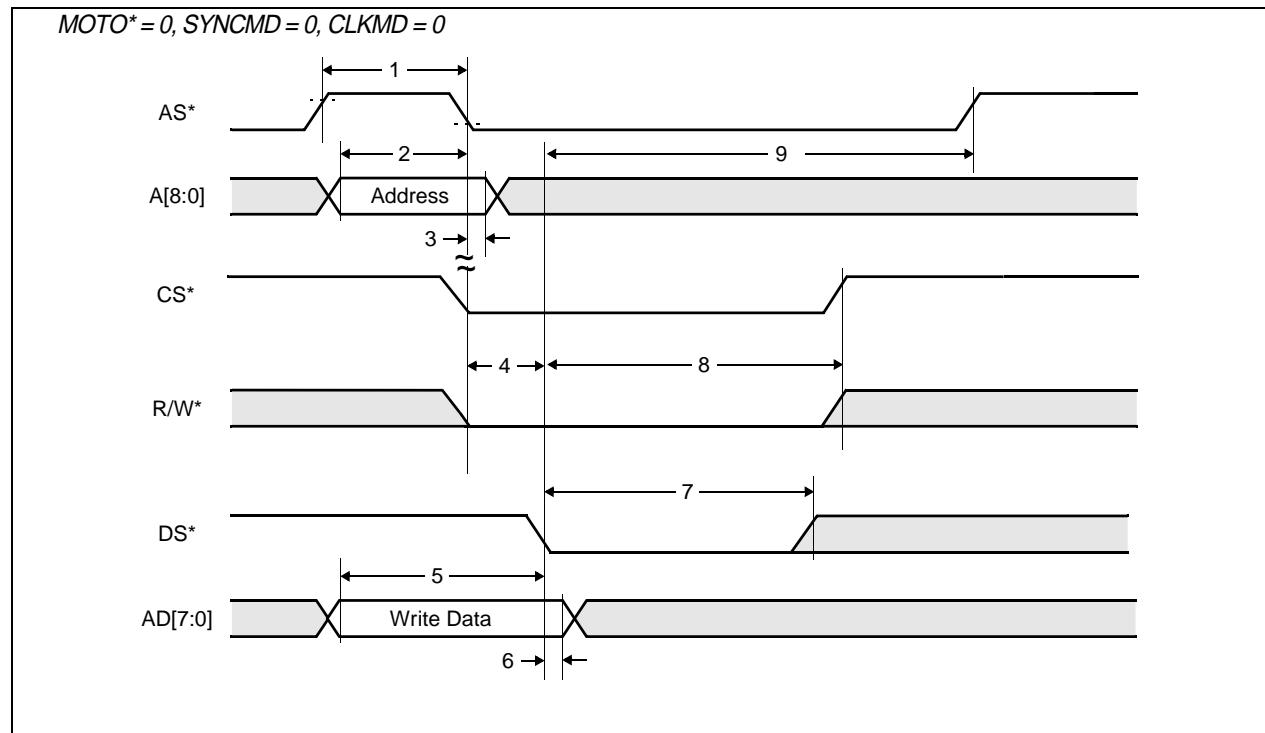 MOTO* = 0, SYNCMD = 0, CLKMD = 0
1
AS*
2
9
A[8:0]
Address
3
CS*
4
8
R/W*
7
DS*
5
AD[7:0]
Write Data
6